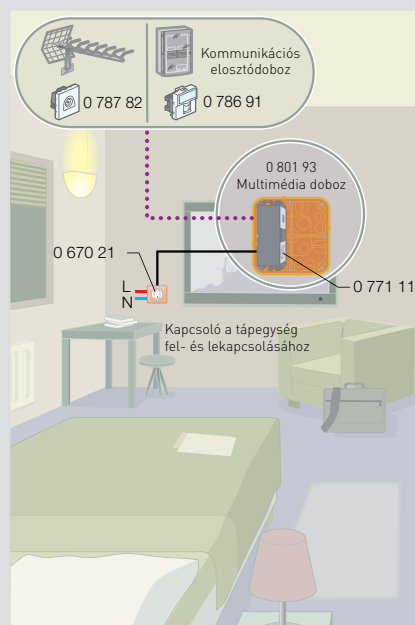 Kommunikációs
elosztódoboz
0 787 82
0 786 91
0 801 93
Multimédia doboz
0 670 21
L
N
0 771 11
Kapcsoló a tápegység
fel- és lekapcsolásához